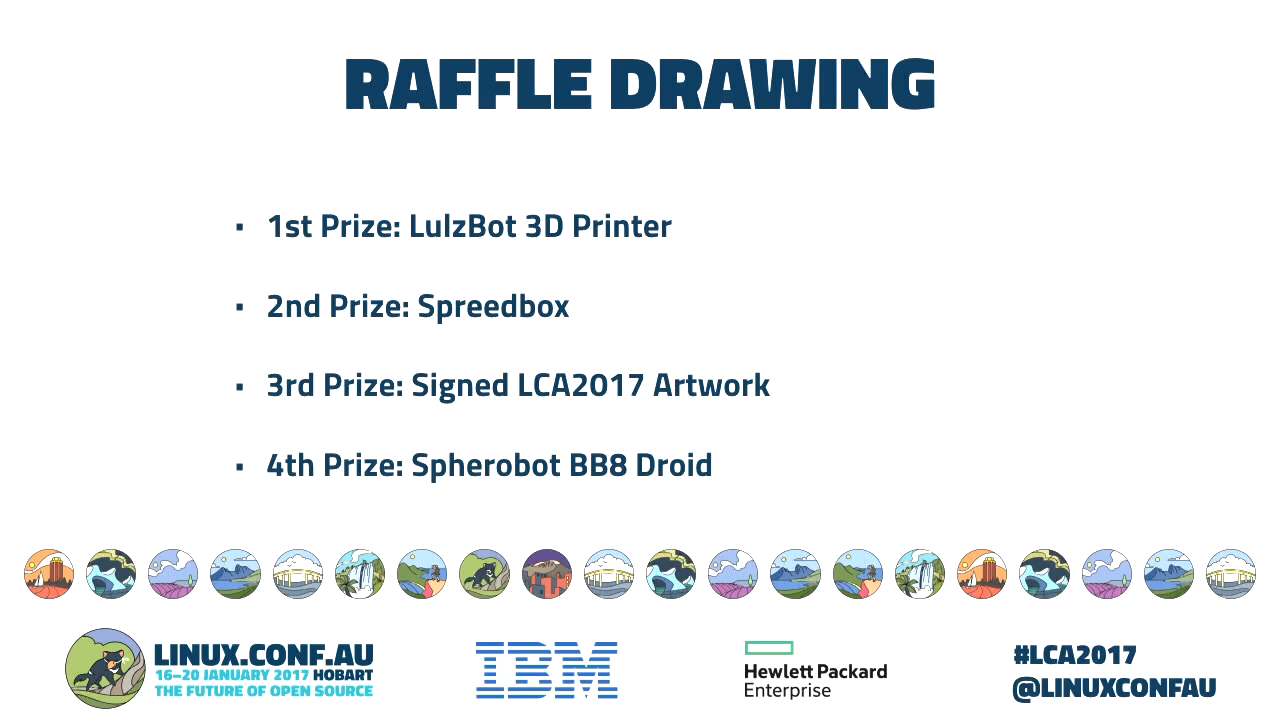 RAFFLE DRAWING
▪ 1st Prize: LulzBot 3D Printer
▪ 2nd Prize: Spreedbox
▪ 3rd Prize: Signed LCA2017 Artwork
▪ 4th Prize: Spherobot BB8 Droid
LINUX.CONF.AU
16–20 JANUARY 2017 HOBART
THE FUTURE OF OPEN SOURCE
IBM
Hewlett Packard
Enterprise
#LCA2017
@LINUXCONFAU